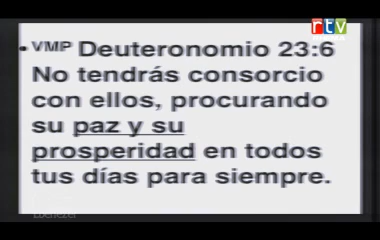 rtv
• VMP Deuteronomio 23:6
No tendrás consorcio
con ellos, procurando
su paz y su
prosperidad en todos
tus días para siempre.